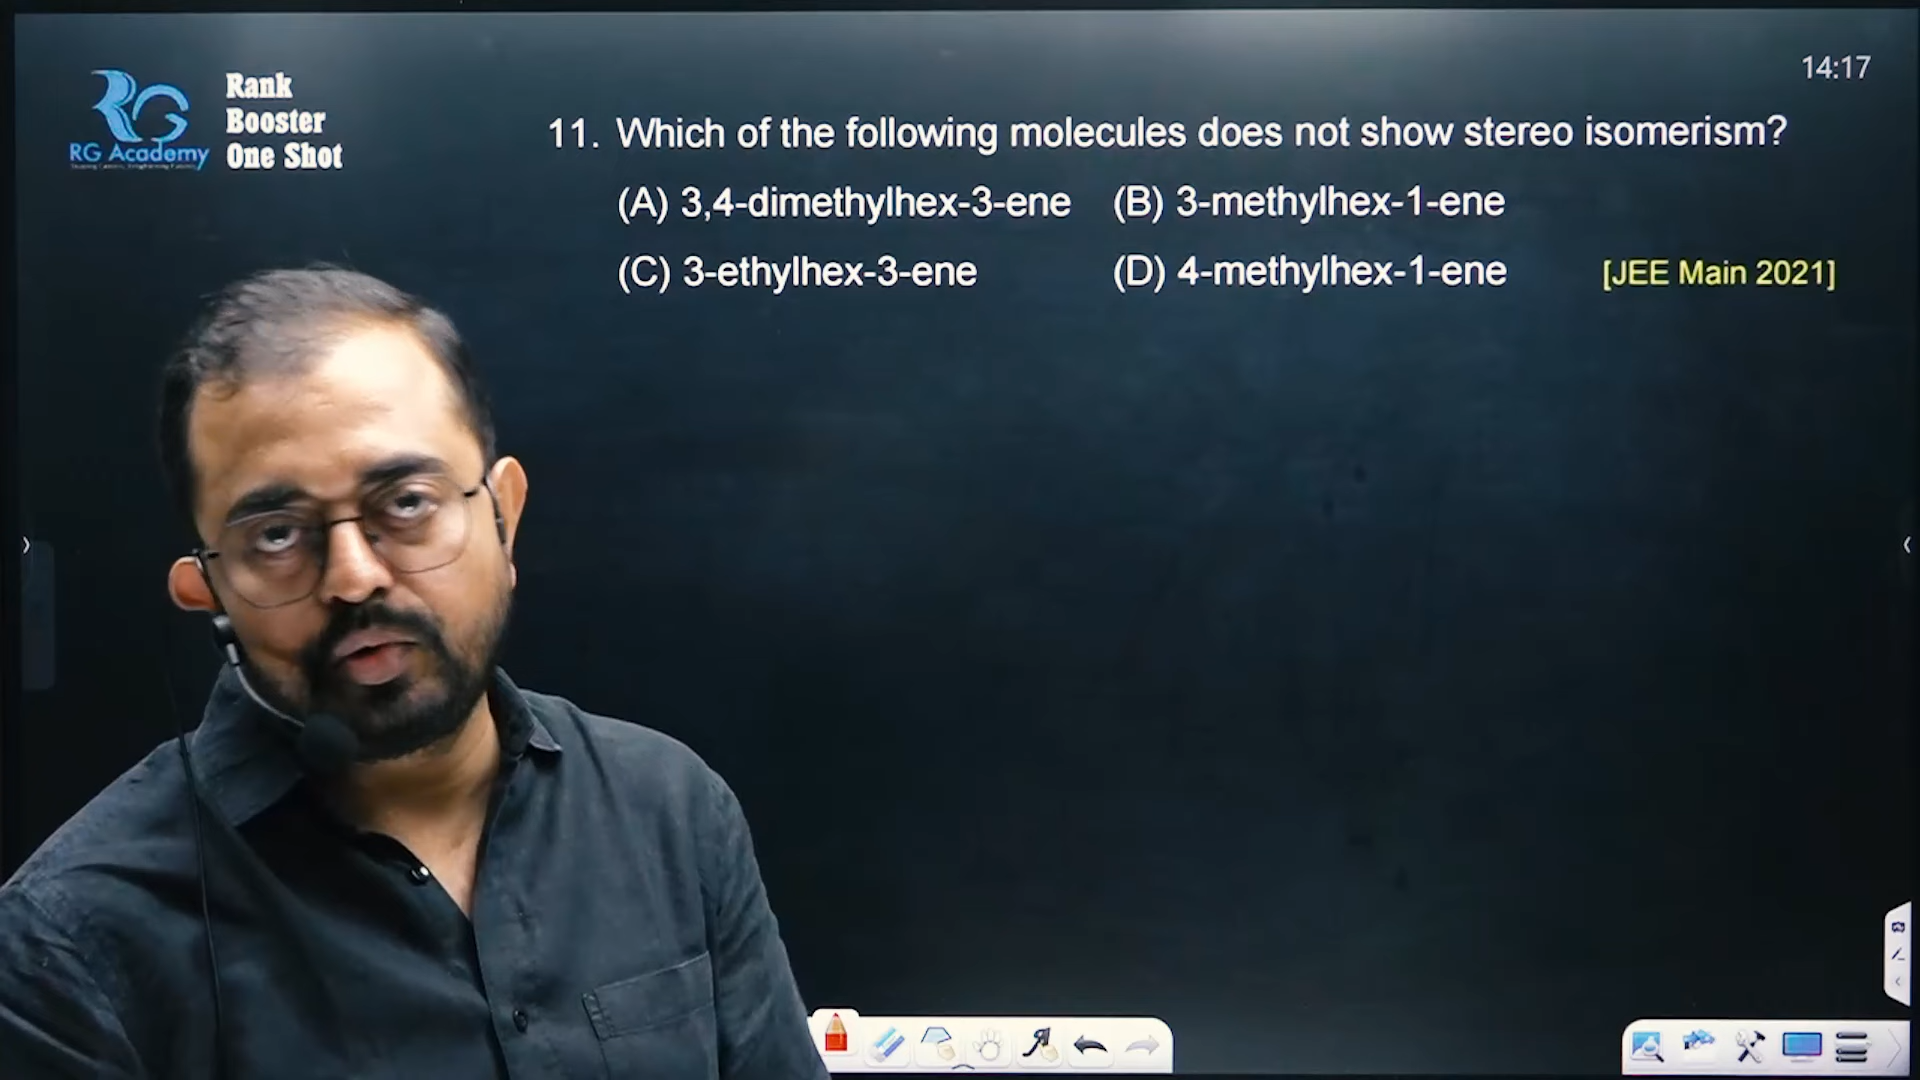 14:17
Rank
Booster
One Shot
RG Academy
11. Which of the following molecules does not show stereo isomerism?
(A) 3,4-dimethylhex-3-ene (B) 3-methylhex-1-ene
(C) 3-ethylhex-3-ene (D) 4-methylhex-1-ene [JEE Main 2021]